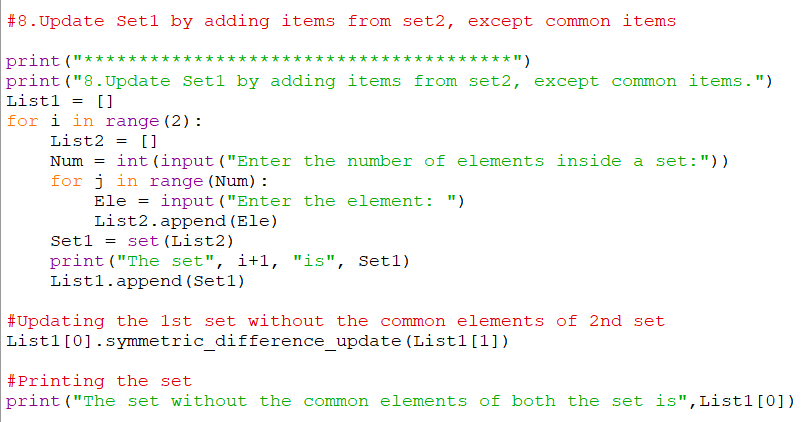 #8.Update Set1 by adding items from set2, except common items
print("***************************************")
print("8.Update Set1 by adding items from set2, except common items.")
List1 = []
for i in range(2):
    List2 = []
    Num = int(input("Enter the number of elements inside a set:"))
    for j in range(Num):
        Ele = input("Enter the element: ")
        List2.append(Ele)
    Set1 = set(List2)
    print("The set", i+1, "is", Set1)
    List1.append(Set1)
#Updating the 1st set without the common elements of 2nd set
List1[0].symmetric_difference_update(List1[1])
#Printing the set
print("The set without the common elements of both the set is",List1[0])